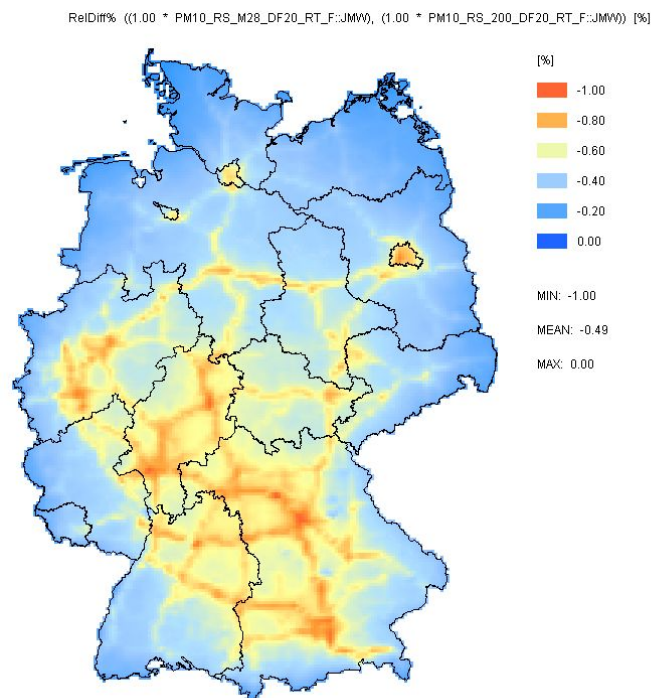 RelDiff% ((1.00 * PM10_RS_M28_DF20_RT_F::JMW), (1.00 * PM10_RS_200_DF20_RT_F::JMW)) [%]
[%]
-1.00
-0.80
-0.60
-0.40
-0.20
0.00
MIN: -1.00
MEAN: -0.49
MAX: 0.00